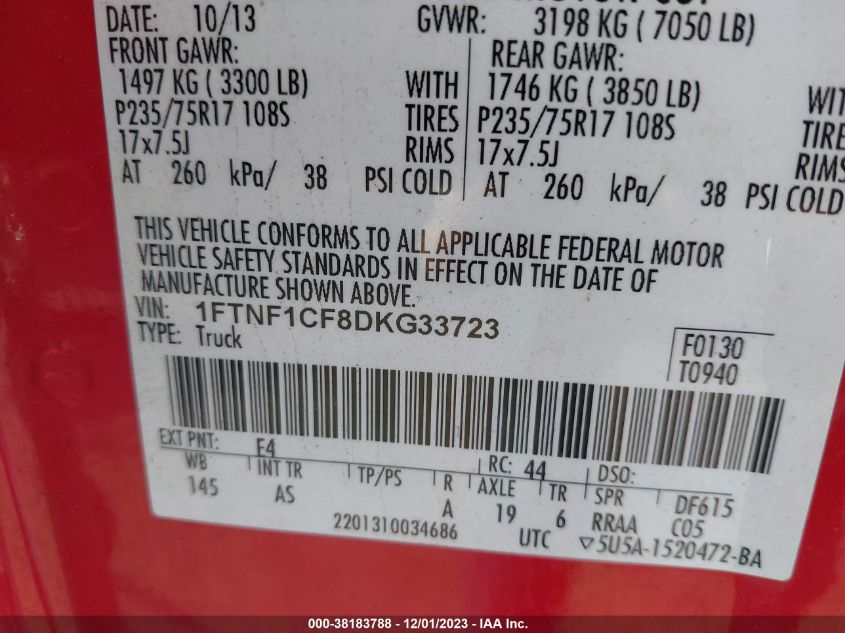 DATE: 10/13 GVWR: 3198 KG ( 7050 LB)
FRONT GAWR: REAR GAWR:
1497 KG ( 3300 LB) WITH 1746 KG ( 3850 LB) WIT
P235/75R17 108S TIRES P235/75R17 108S TIRE
17x7.5J RIMS 17x7.5J RIMS
AT 260 kPa/ 38 PSI COLD AT 260 kPa/ 38 PSI COLD
THIS VEHICLE CONFORMS TO ALL APPLICABLE FEDERAL MOTOR
VEHICLE SAFETY STANDARDS IN EFFECT ON THE DATE OF
MANUFACTURE SHOWN ABOVE.
VIN: 1FTNF1CF8DKG33723
TYPE: Truck F0130
T0940
EXT PNT: F4 RC: 44 DSO:
WB INT TR TP/PS R AXLE TR SPR DF615
145 AS A 19 6 RRAA C05
2201310034686 UTC ▽5U5A-1520472-BA
000-38183788 - 12/01/2023 - IAA Inc.